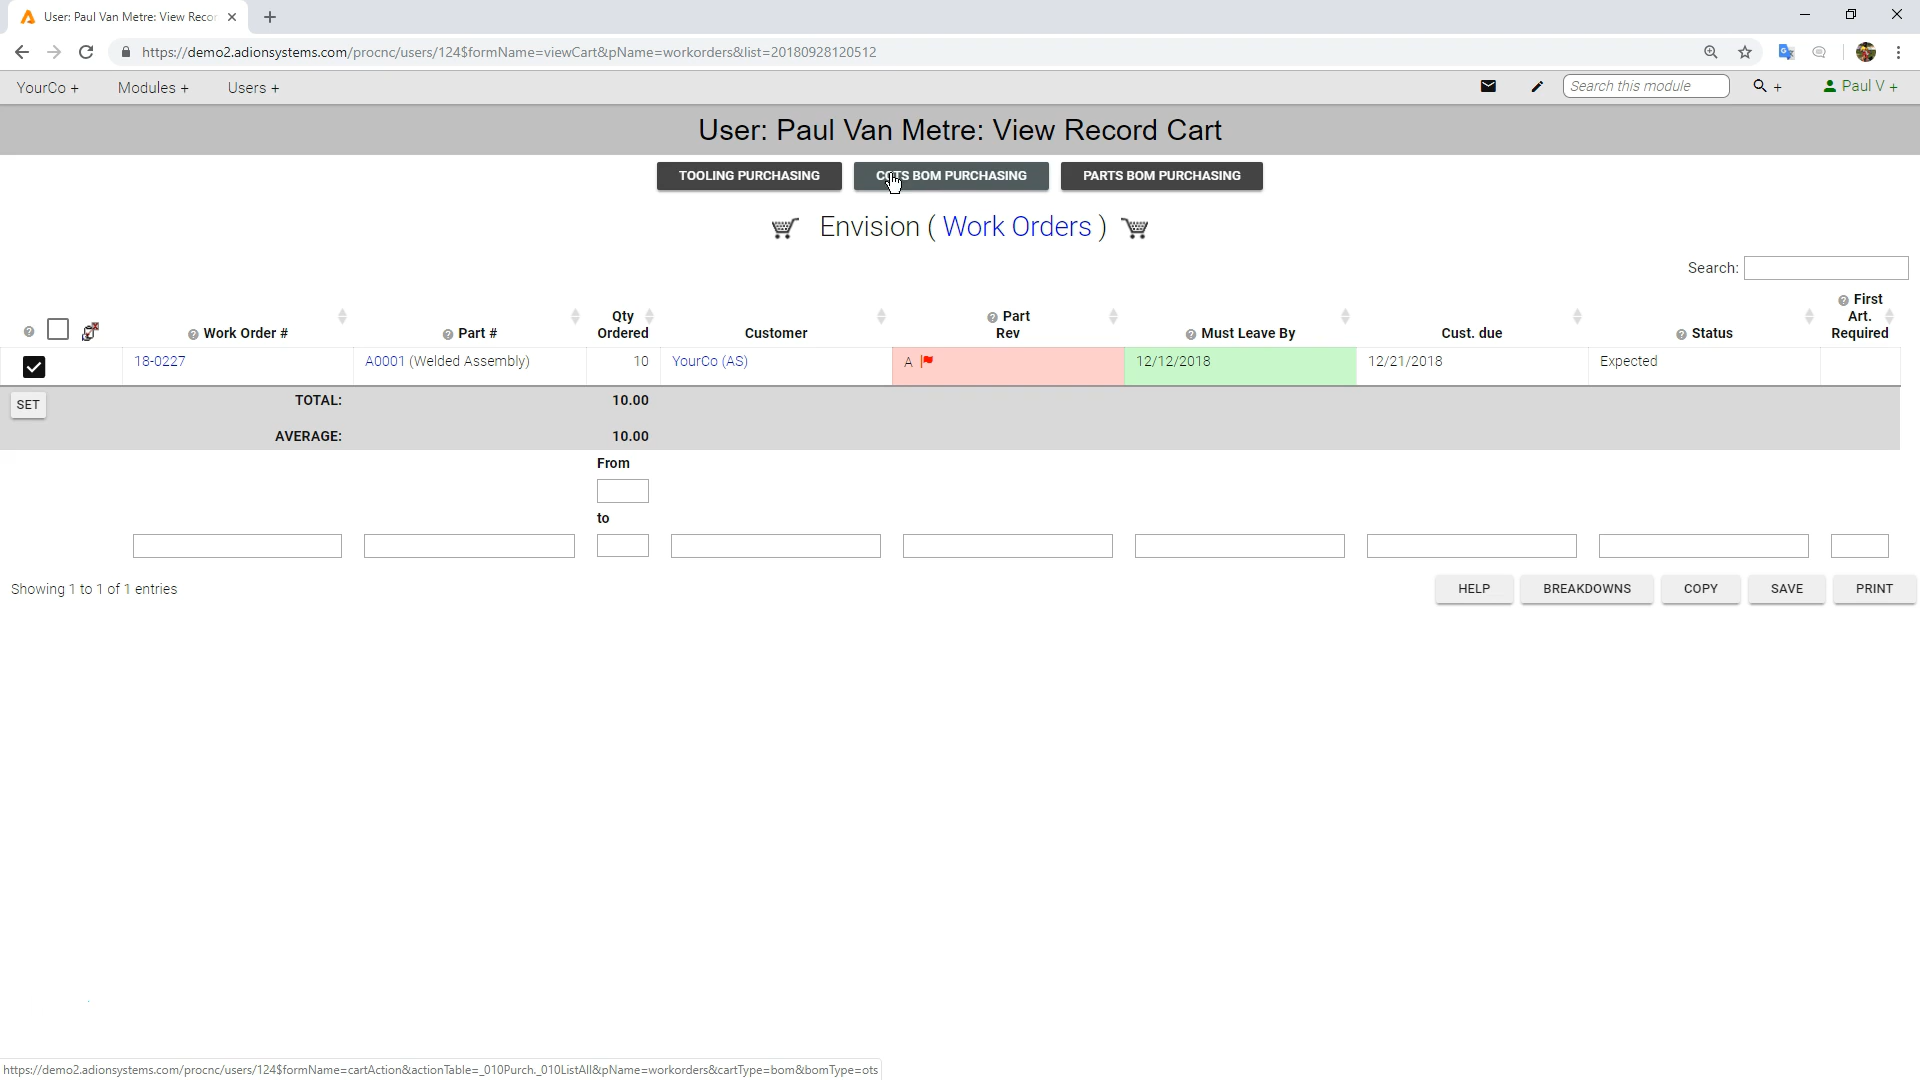 User: Paul Van Metre: View Recor
https://demo2.adionsystems.com/procnc/users/124$formName=viewCart&pName=workorders&list=20180928120512
YourCo + Modules + Users + Search this module + Paul V +
User: Paul Van Metre: View Record Cart
TOOLING PURCHASING COTS BOM PURCHASING PARTS BOM PURCHASING
Envision ( Work Orders )
Search:
Work Order # Part # Qty Ordered Customer Part Rev Must Leave By Cust. due Status First Art. Required
18-0227 A0001 (Welded Assembly) 10 YourCo (AS) A 12/12/2018 12/21/2018 Expected
SET TOTAL: 10.00
AVERAGE: 10.00
From
to
Showing 1 to 1 of 1 entries HELP BREAKDOWNS COPY SAVE PRINT
https://demo2.adionsystems.com/procnc/users/124$formName=cartAction&actionTable=_010Purch._010ListAll&pName=workorders&cartType=bom&bomType=ots